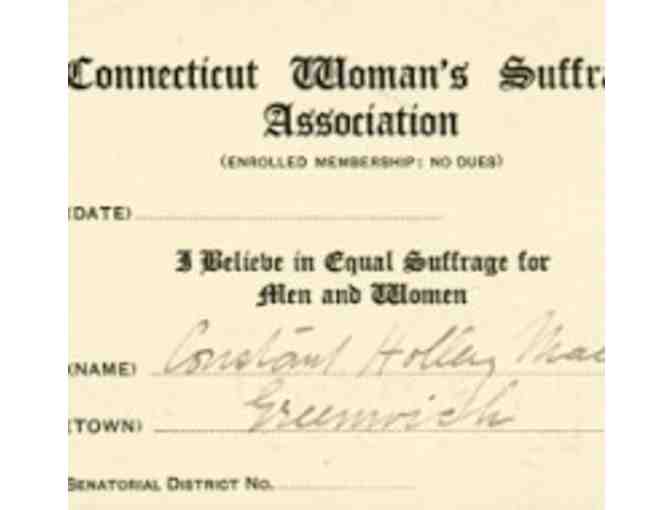 Connecticut Woman's Suffra
Association
(ENROLLED MEMBERSHIP: NO DUES)
(DATE)
I Believe in Equal Suffrage for
Men and Women
(NAME) Constant Holley Mac
(TOWN) Greenwich
SENATORIAL DISTRICT NO.